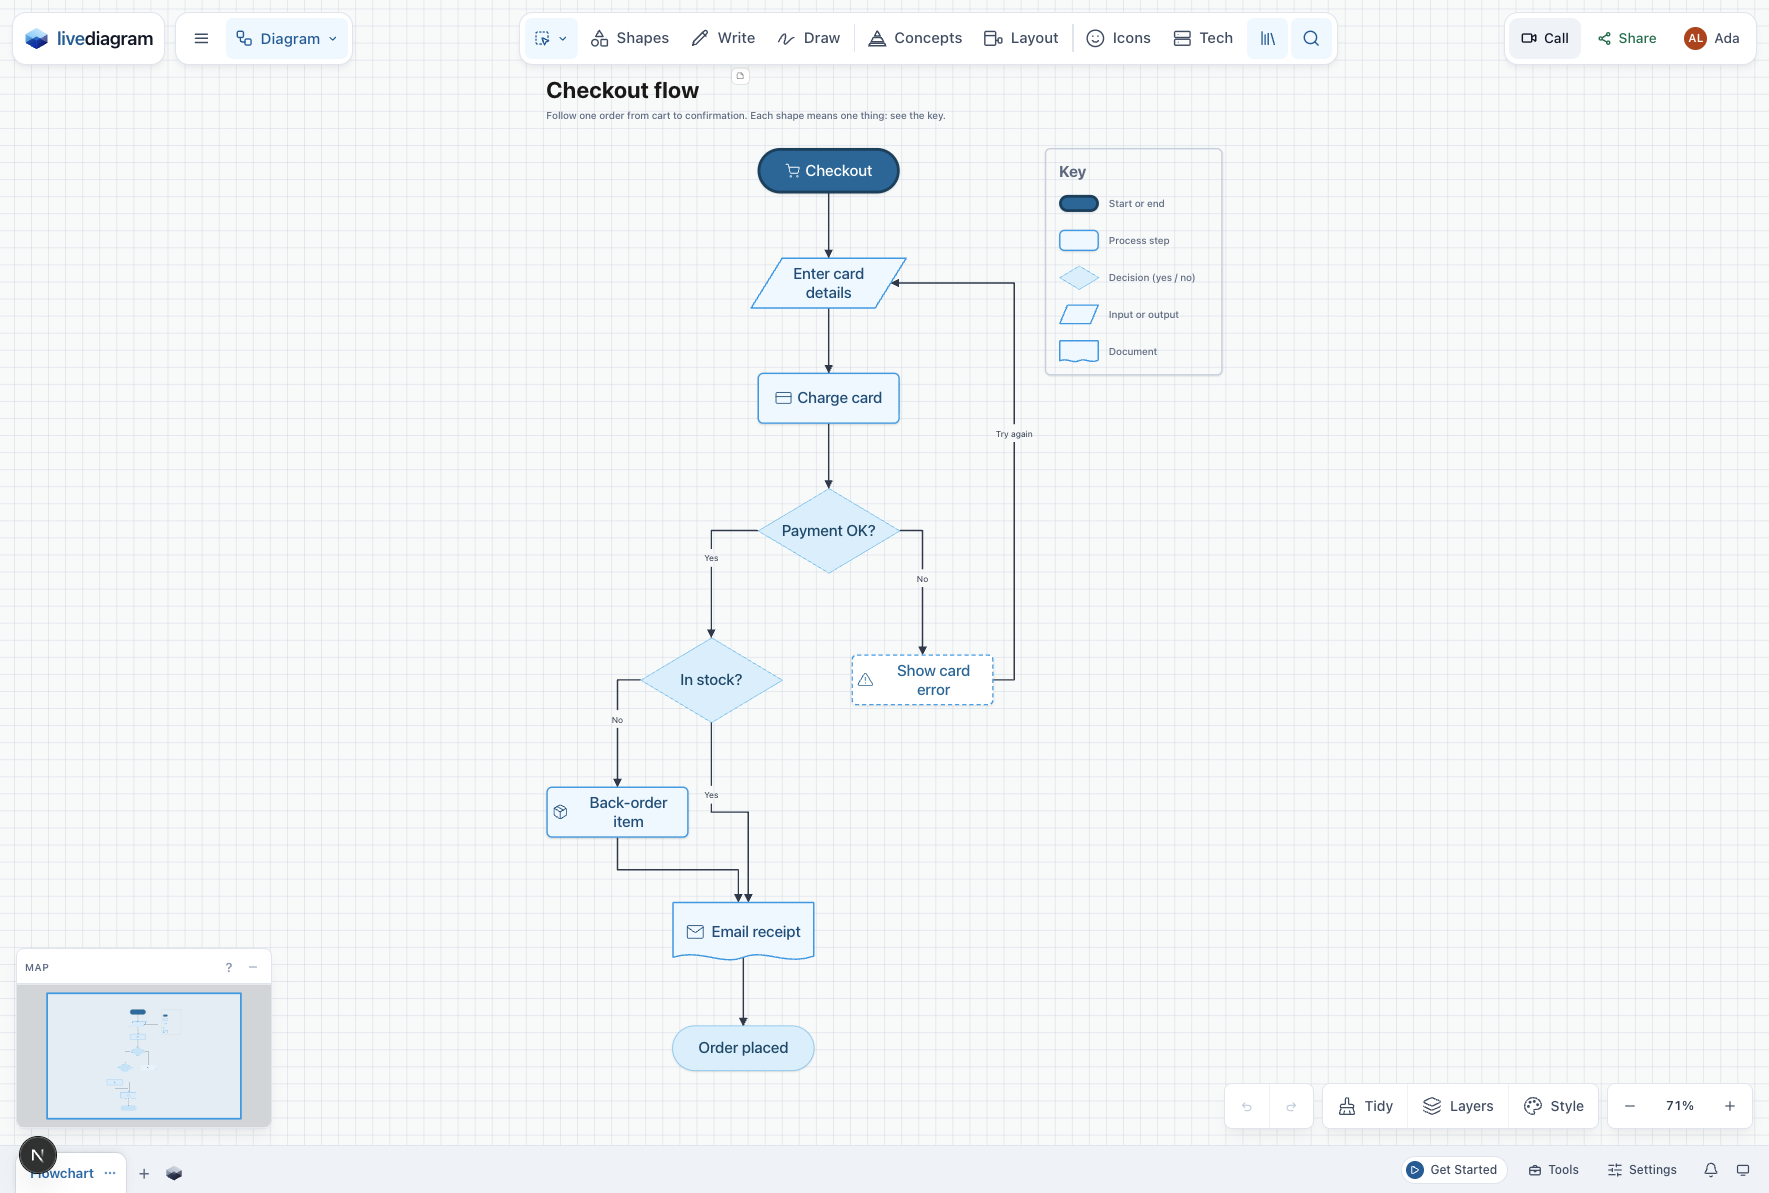 livediagram
Diagram
Shapes
Write
Draw
Concepts
Layout
Icons
Tech
Call
Share
AL
Ada
Checkout flow
Follow one order from cart to confirmation. Each shape means one thing: see the key.
Checkout
Key
Start or end
Process step
Decision (yes / no)
Input or output
Document
Enter card
details
Charge card
Try again
Payment OK?
Yes
No
In stock?
Show card
error
No
Yes
Back-order
item
Email receipt
Order placed
MAP
?
Tidy
Layers
Style
71%
N
Flowchart
Get Started
Tools
Settings